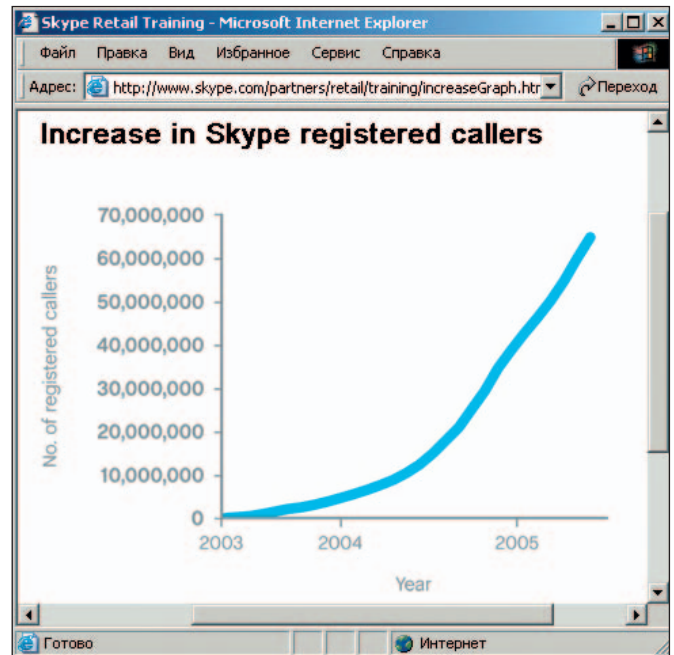 Skype Retail Training - Microsoft Internet Explorer
Файл Правка Вид Избранное Сервис Справка
Адрес: http://www.skype.com/partners/retail/training/increaseGraph.htr Переход
Increase in Skype registered callers
70,000,000
60,000,000
50,000,000
40,000,000
30,000,000
20,000,000
10,000,000
0
No. of registered callers
2003 2004 2005
Year
Готово Интернет